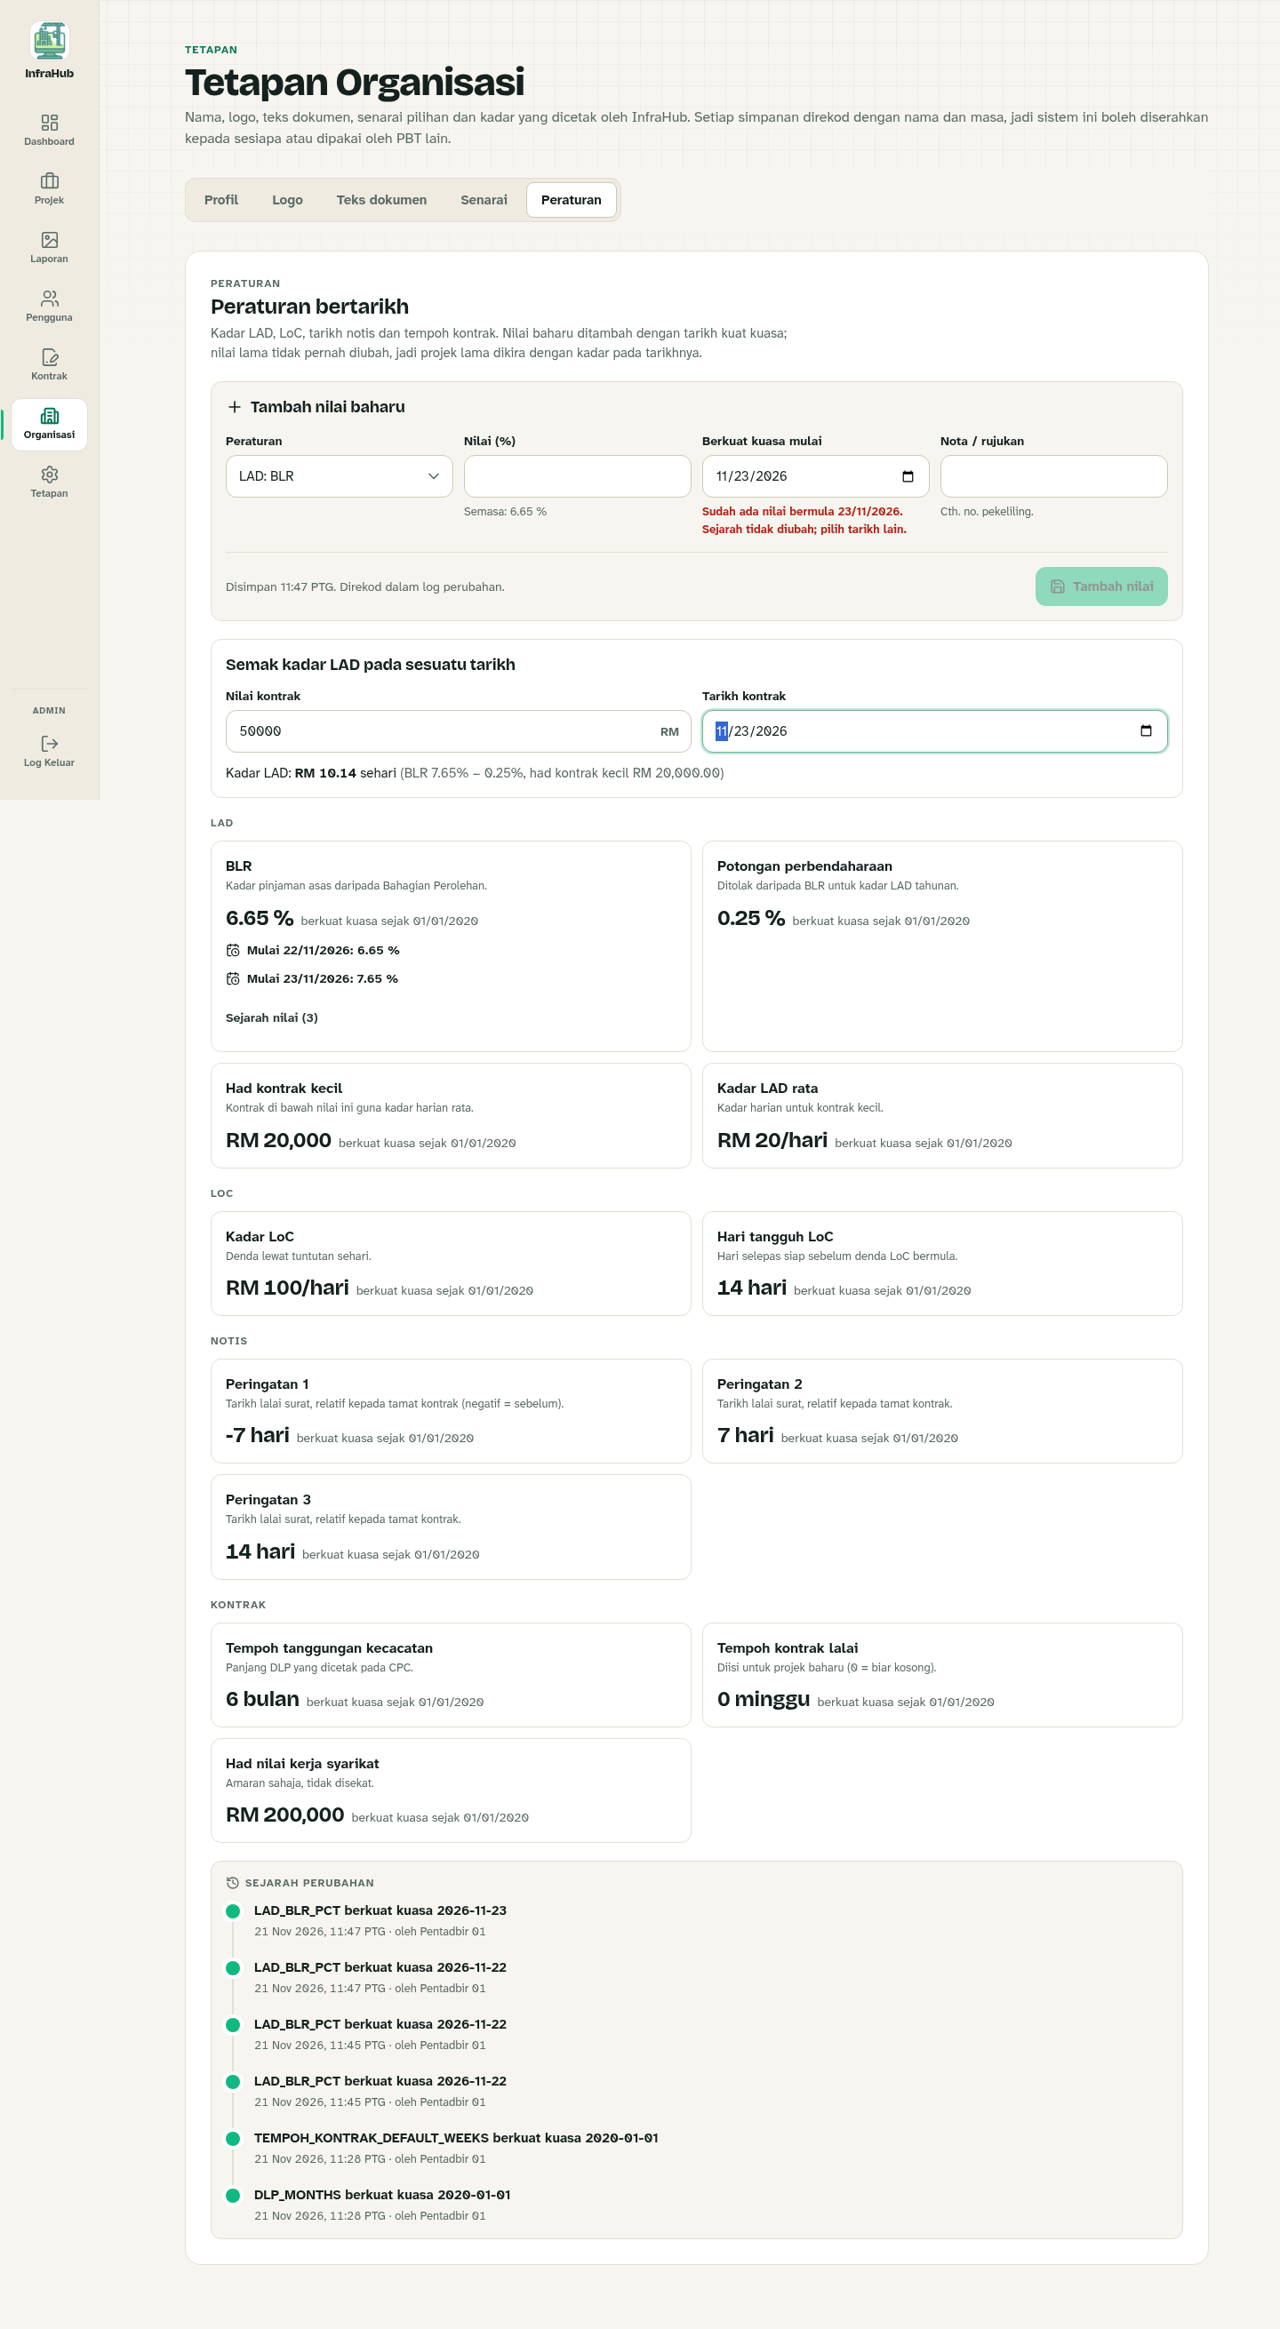 InfraHub
Dashboard
Projek
Laporan
Pengguna
Kontrak
Organisasi
Tetapan
ADMIN
Log Keluar
TETAPAN
Tetapan Organisasi
Nama, logo, teks dokumen, senarai pilihan dan kadar yang dicetak oleh InfraHub. Setiap simpanan direkod dengan nama dan masa, jadi sistem ini boleh diserahkan
kepada sesiapa atau dipakai oleh PBT lain.
Profil
Logo
Teks dokumen
Senarai
Peraturan
PERATURAN
Peraturan bertarikh
Kadar LAD, LoC, tarikh notis dan tempoh kontrak. Nilai baharu ditambah dengan tarikh kuat kuasa;
nilai lama tidak pernah diubah, jadi projek lama dikira dengan kadar pada tarikhnya.
Tambah nilai baharu
Peraturan
LAD: BLR
Nilai (%)
Semasa: 6.65 %
Berkuat kuasa mulai
11/23/2026
Sudah ada nilai bermula 23/11/2026.
Sejarah tidak diubah; pilih tarikh lain.
Nota / rujukan
Cth. no. pekeliling.
Disimpan 11:47 PTG. Direkod dalam log perubahan.
Tambah nilai
Semak kadar LAD pada sesuatu tarikh
Nilai kontrak
50000 RM
Tarikh kontrak
11/23/2026
Kadar LAD: RM 10.14 sehari (BLR 7.65% − 0.25%, had kontrak kecil RM 20,000.00)
LAD
BLR
Kadar pinjaman asas daripada Bahagian Perolehan.
6.65 % berkuat kuasa sejak 01/01/2020
Mulai 22/11/2026: 6.65 %
Mulai 23/11/2026: 7.65 %
Sejarah nilai (3)
Potongan perbendaharaan
Ditolak daripada BLR untuk kadar LAD tahunan.
0.25 % berkuat kuasa sejak 01/01/2020
Had kontrak kecil
Kontrak di bawah nilai ini guna kadar harian rata.
RM 20,000 berkuat kuasa sejak 01/01/2020
Kadar LAD rata
Kadar harian untuk kontrak kecil.
RM 20/hari berkuat kuasa sejak 01/01/2020
LOC
Kadar LoC
Denda lewat tuntutan sehari.
RM 100/hari berkuat kuasa sejak 01/01/2020
Hari tangguh LoC
Hari selepas siap sebelum denda LoC bermula.
14 hari berkuat kuasa sejak 01/01/2020
NOTIS
Peringatan 1
Tarikh lalai surat, relatif kepada tamat kontrak (negatif = sebelum).
-7 hari berkuat kuasa sejak 01/01/2020
Peringatan 2
Tarikh lalai surat, relatif kepada tamat kontrak.
7 hari berkuat kuasa sejak 01/01/2020
Peringatan 3
Tarikh lalai surat, relatif kepada tamat kontrak.
14 hari berkuat kuasa sejak 01/01/2020
KONTRAK
Tempoh tanggungan kecacatan
Panjang DLP yang dicetak pada CPC.
6 bulan berkuat kuasa sejak 01/01/2020
Tempoh kontrak lalai
Diisi untuk projek baharu (0 = biar kosong).
0 minggu berkuat kuasa sejak 01/01/2020
Had nilai kerja syarikat
Amaran sahaja, tidak disekat.
RM 200,000 berkuat kuasa sejak 01/01/2020
SEJARAH PERUBAHAN
LAD_BLR_PCT berkuat kuasa 2026-11-23
21 Nov 2026, 11:47 PTG · oleh Pentadbir 01
LAD_BLR_PCT berkuat kuasa 2026-11-22
21 Nov 2026, 11:47 PTG · oleh Pentadbir 01
LAD_BLR_PCT berkuat kuasa 2026-11-22
21 Nov 2026, 11:45 PTG · oleh Pentadbir 01
LAD_BLR_PCT berkuat kuasa 2026-11-22
21 Nov 2026, 11:45 PTG · oleh Pentadbir 01
TEMPOH_KONTRAK_DEFAULT_WEEKS berkuat kuasa 2020-01-01
21 Nov 2026, 11:28 PTG · oleh Pentadbir 01
DLP_MONTHS berkuat kuasa 2020-01-01
21 Nov 2026, 11:28 PTG · oleh Pentadbir 01